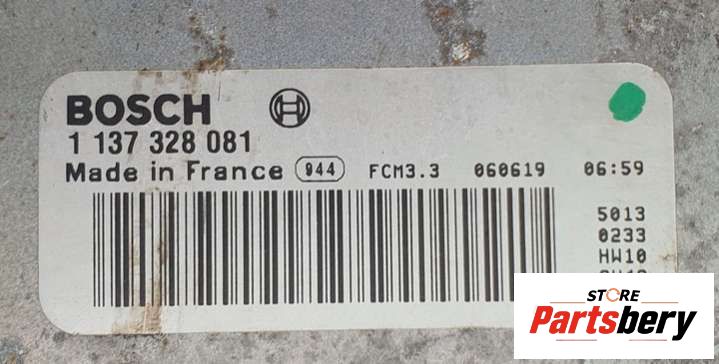 BOSCH
1 137 328 081
Made in France 944 FCM3.3 060619 06:59
5013
0233
HW10
STORE
Partsbery